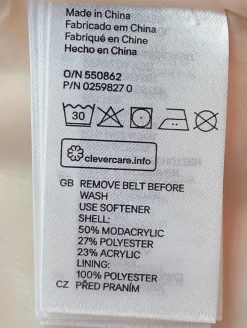 Made in China
Fabricado em China
Fabriqué en Chine
Hecho en China
O/N 550862
P/N 0259827 0
30
clevercare.info
GB REMOVE BELT BEFORE
WASH
USE SOFTENER
SHELL:
50% MODACRYLIC
27% POLYESTER
23% ACRYLIC
LINING:
100% POLYESTER
CZ PŘED PRANÍM